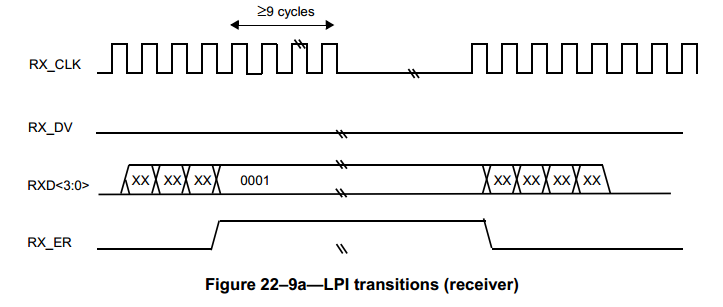 ≥9 cycles
RX_CLK
RX_DV
RXD<3:0> XX XX XX 0001 XX XX XX XX
RX_ER
Figure 22–9a—LPI transitions (receiver)